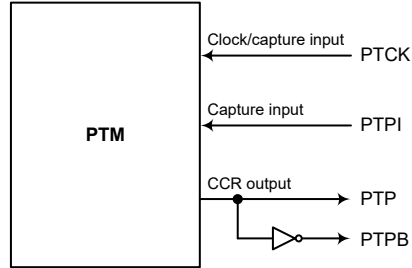 Clock/capture input
PTCK
Capture input
PTPI
PTM
CCR output
PTP
PTPB